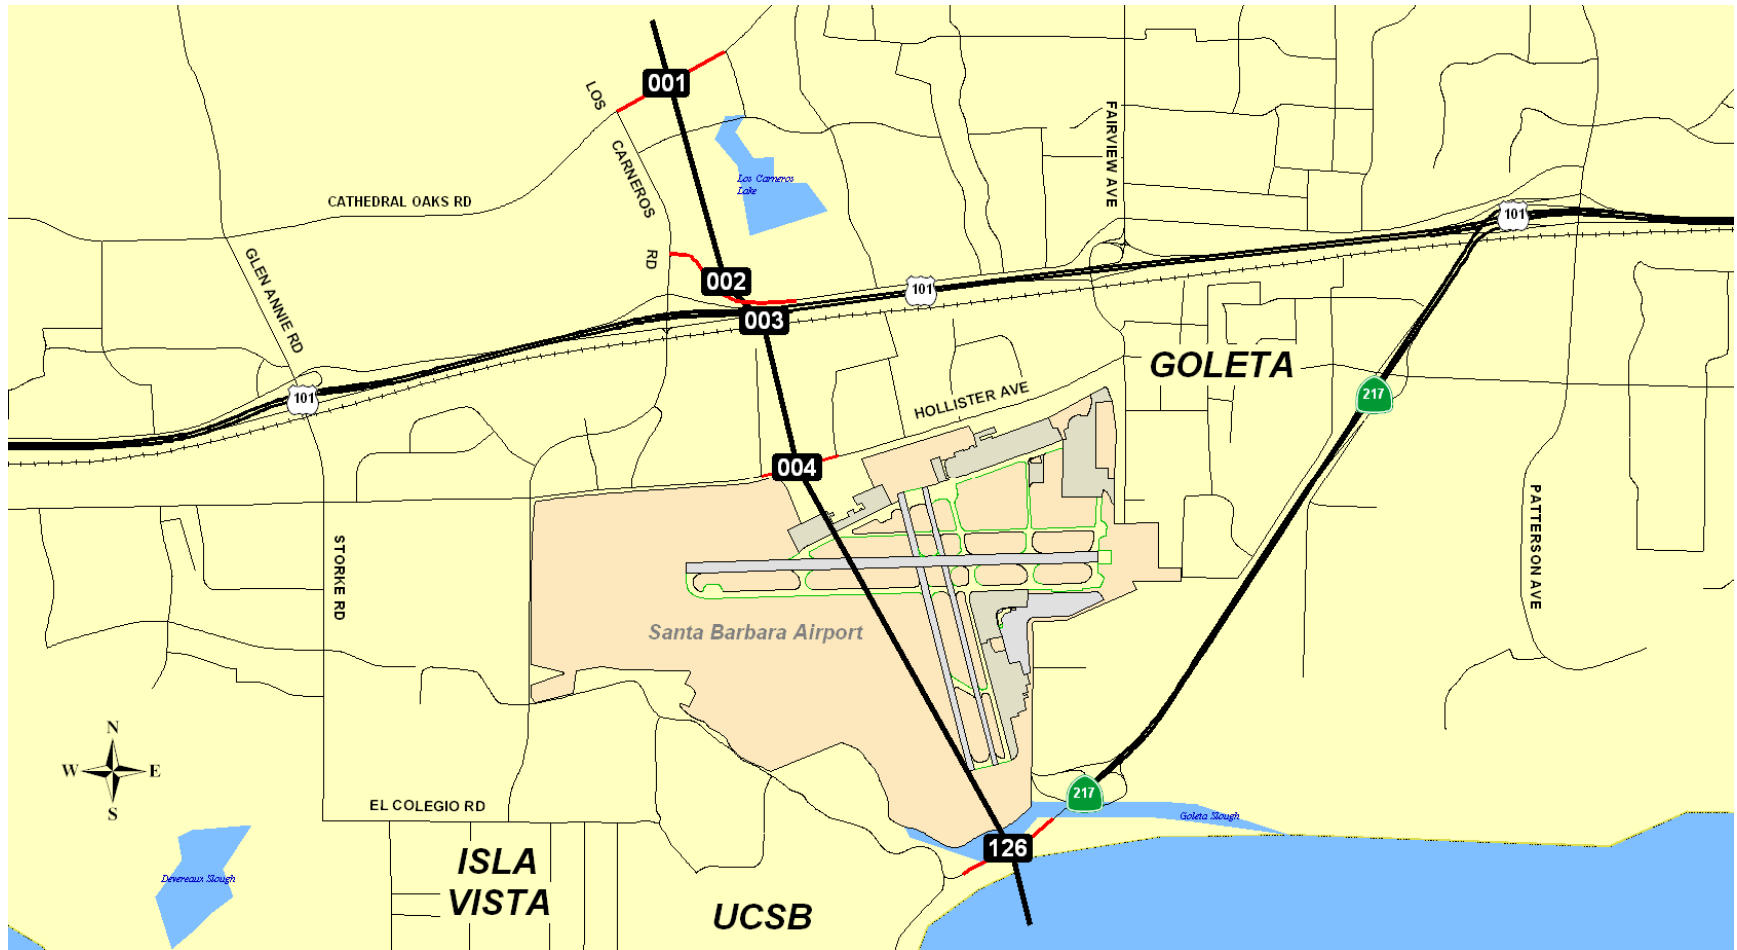 001
LOS
CARNEROS
RD
FAIRVIEW AVE
Los Carneros
Lake
CATHEDRAL OAKS RD
101
GLEN ANNIE RD
002
101
003
GOLETA
101
217
HOLLISTER AVE
004
PATTERSON AVE
STORKE RD
Santa Barbara Airport
N
W
E
S
217
EL COLEGIO RD
Goleta Slough
126
ISLA
VISTA
Devereaux Slough
UCSB